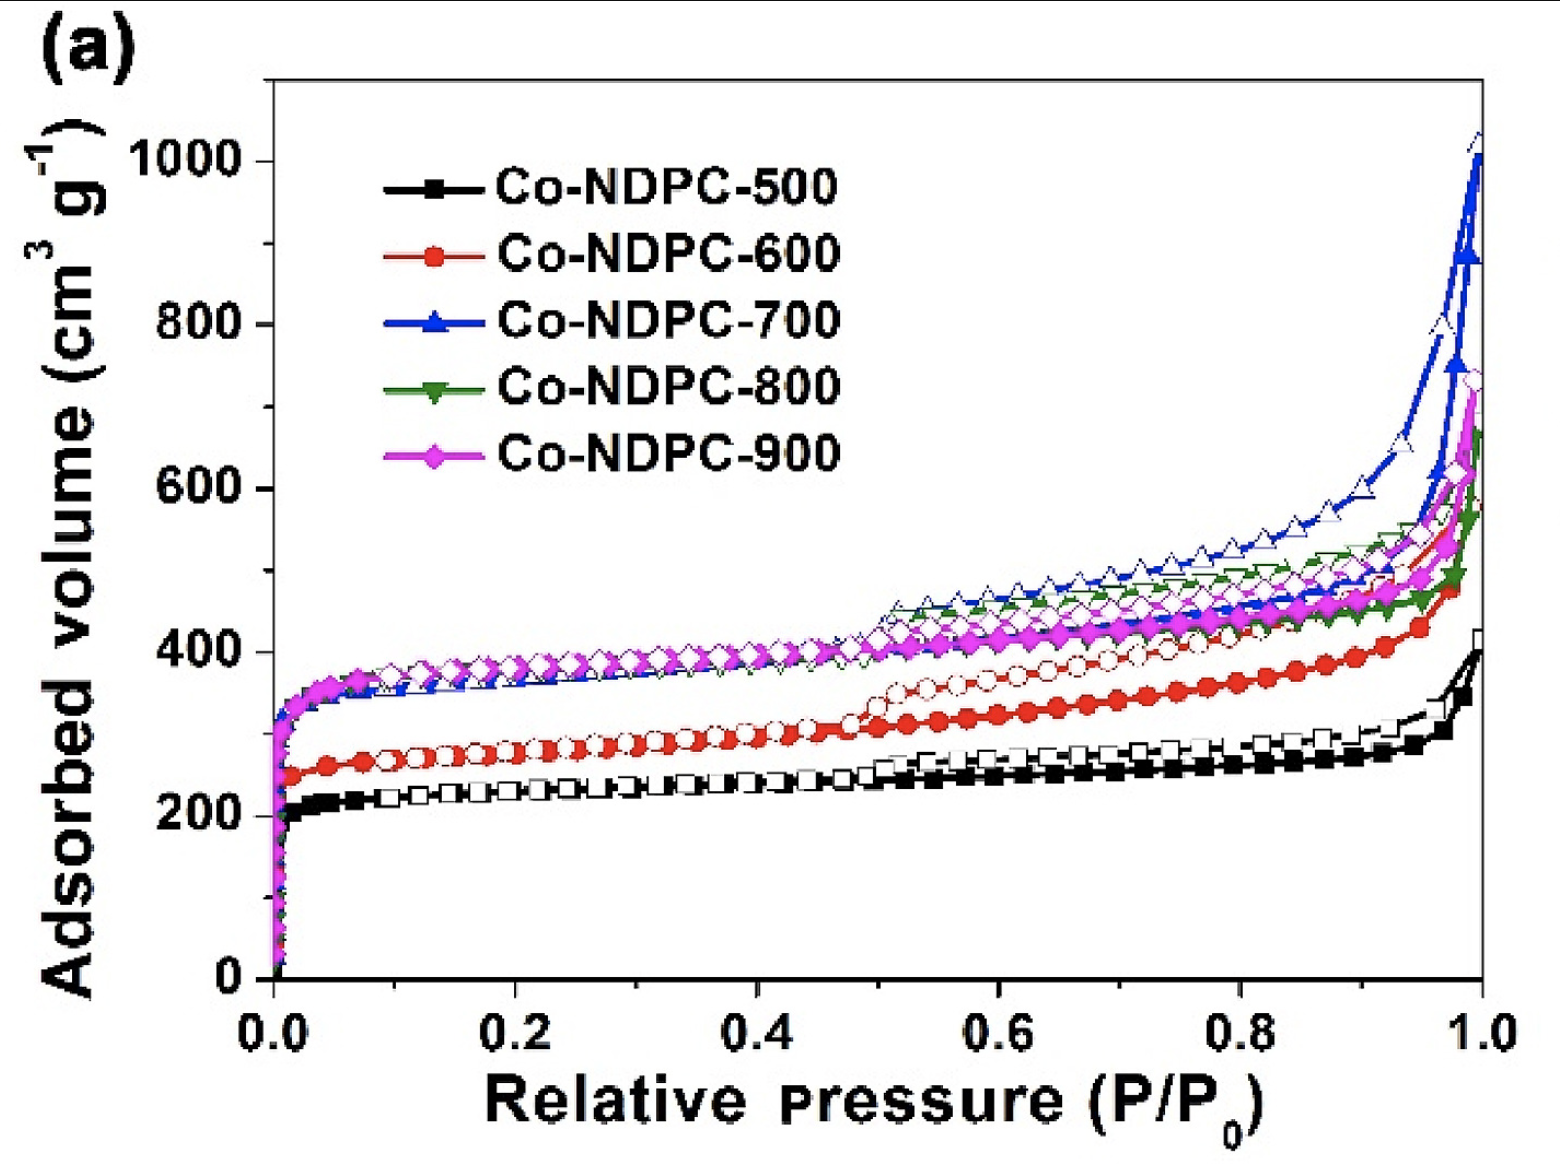 (a)
Adsorbed volume (cm³ g⁻¹)
1000
800
600
400
200
0
Co-NDPC-500
Co-NDPC-600
Co-NDPC-700
Co-NDPC-800
Co-NDPC-900
0.0 0.2 0.4 0.6 0.8 1.0
Relative pressure (P/P₀)